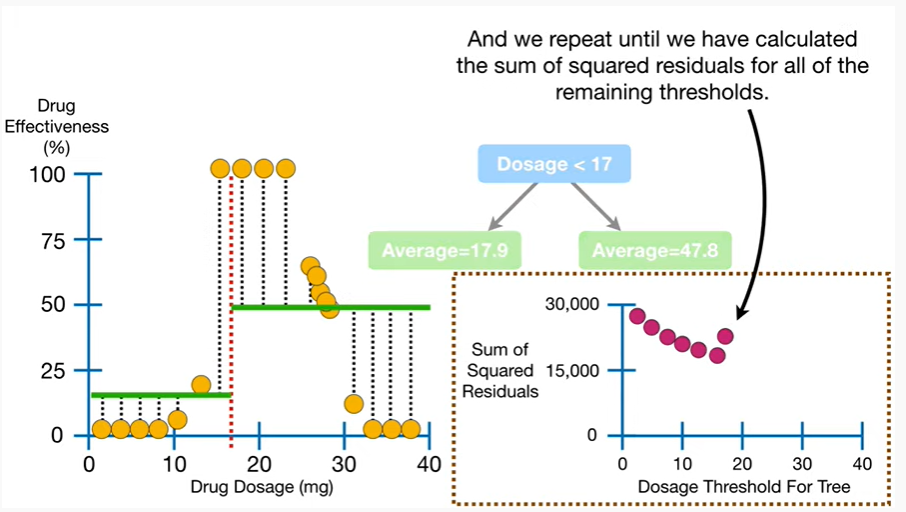 And we repeat until we have calculated
the sum of squared residuals for all of the
remaining thresholds.
Drug
Effectiveness
(%)
100
75
50
25
0
0
10
20
30
40
Drug Dosage (mg)
Dosage < 17
Average=17.9
Average=47.8
Sum of
Squared
Residuals
30,000
15,000
0
0
10
20
30
40
Dosage Threshold For Tree